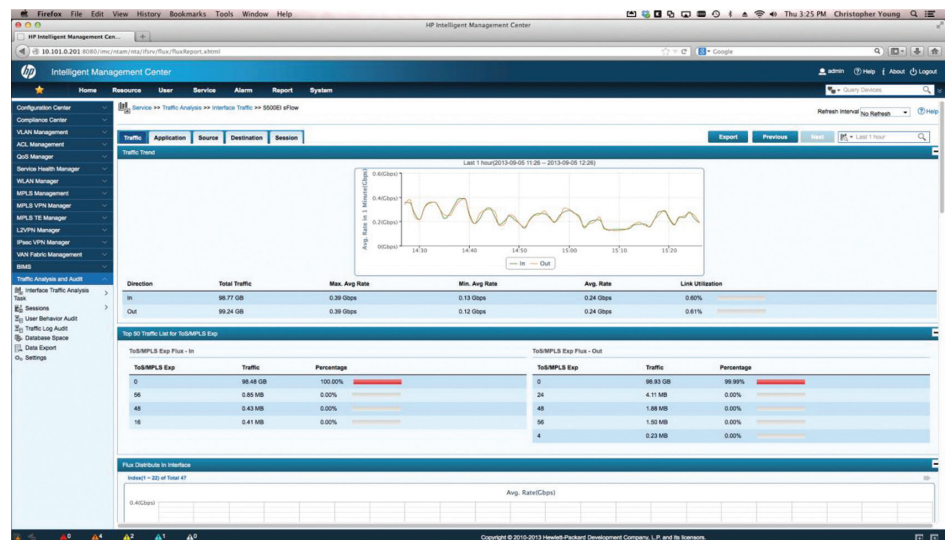 Firefox File Edit View History Bookmarks Tools Window Help
Thu 3:25 PM Christopher Young
HP Intelligent Management Center
HP Intelligent Management Cen...
10.101.0.201:8080/imc/ntam/nta/ifsrv/flux/fluxReport.xhtml
Google
hp Intelligent Management Center
admin Help About Logout
Home Resource User Service Alarm Report System
Query Devices
Service >> Traffic Analysis >> Interface Traffic >> 5500EI sFlow
Refresh Interval No Refresh Help
Configuration Center
Compliance Center
VLAN Management
ACL Management
QoS Manager
Service Health Manager
WLAN Manager
MPLS Management
MPLS VPN Manager
MPLS TE Manager
L2VPN Manager
IPsec VPN Manager
VAN Fabric Management
BIMS
Traffic Analysis and Audit
Interface Traffic Analysis
Task
Sessions
User Behavior Audit
Traffic Log Audit
Database Space
Data Export
Settings
Traffic Application Source Destination Session
Export Previous Next Last 1 hour
Traffic Trend
Last 1 hour(2013-09-05 11:26 -- 2013-09-05 12:26)
Avg. Rate in 1 Minute(Gbps)
0.6(Gbps)
0.4(Gbps)
0.2(Gbps)
0(Gbps)
14:30 14:40 14:50 15:00 15:10 15:20
In Out
Direction Total Traffic Max. Avg Rate Min. Avg Rate Avg. Rate Link Utilization
In 98.77 GB 0.39 Gbps 0.13 Gbps 0.24 Gbps 0.60%
Out 99.24 GB 0.39 Gbps 0.12 Gbps 0.24 Gbps 0.61%
Top 50 Traffic List for ToS/MPLS Exp
ToS/MPLS Exp Flux - In
ToS/MPLS Exp Traffic Percentage
0 98.48 GB 100.00%
56 0.85 MB 0.00%
48 0.43 MB 0.00%
16 0.41 MB 0.00%
ToS/MPLS Exp Flux - Out
ToS/MPLS Exp Traffic Percentage
0 98.93 GB 99.99%
24 4.11 MB 0.00%
48 1.88 MB 0.00%
56 1.50 MB 0.00%
4 0.23 MB 0.00%
Flux Distribute in Interface
Index(1 ~ 22) of Total 47
Avg. Rate(Gbps)
0.4(Gbps)
0 4 2 1 0
Copyright © 2010-2013 Hewlett-Packard Development Company, L.P. and its licensors.